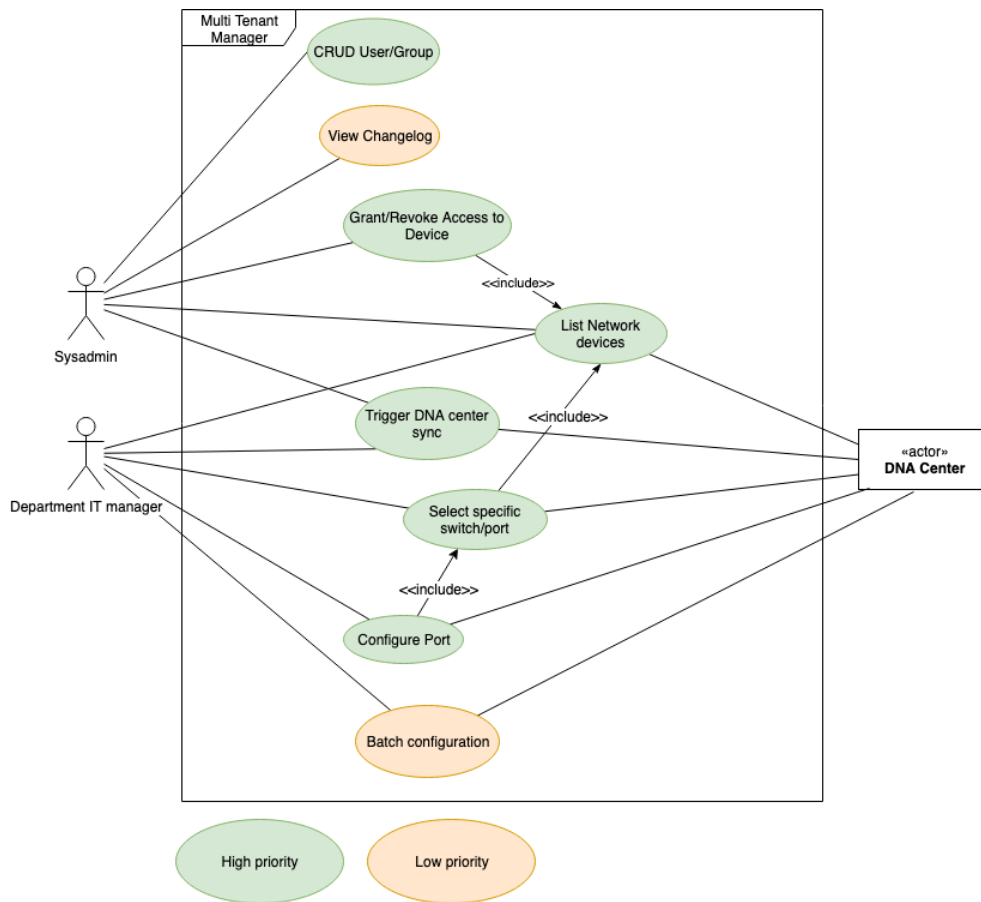 Multi Tenant
Manager
CRUD User/Group
View Changelog
Grant/Revoke Access to
Device
<<include>>
List Network
devices
Sysadmin
Trigger DNA center
sync
<<include>>
Department IT manager
«actor»
DNA Center
Select specific
switch/port
<<include>>
Configure Port
Batch configuration
High priority
Low priority